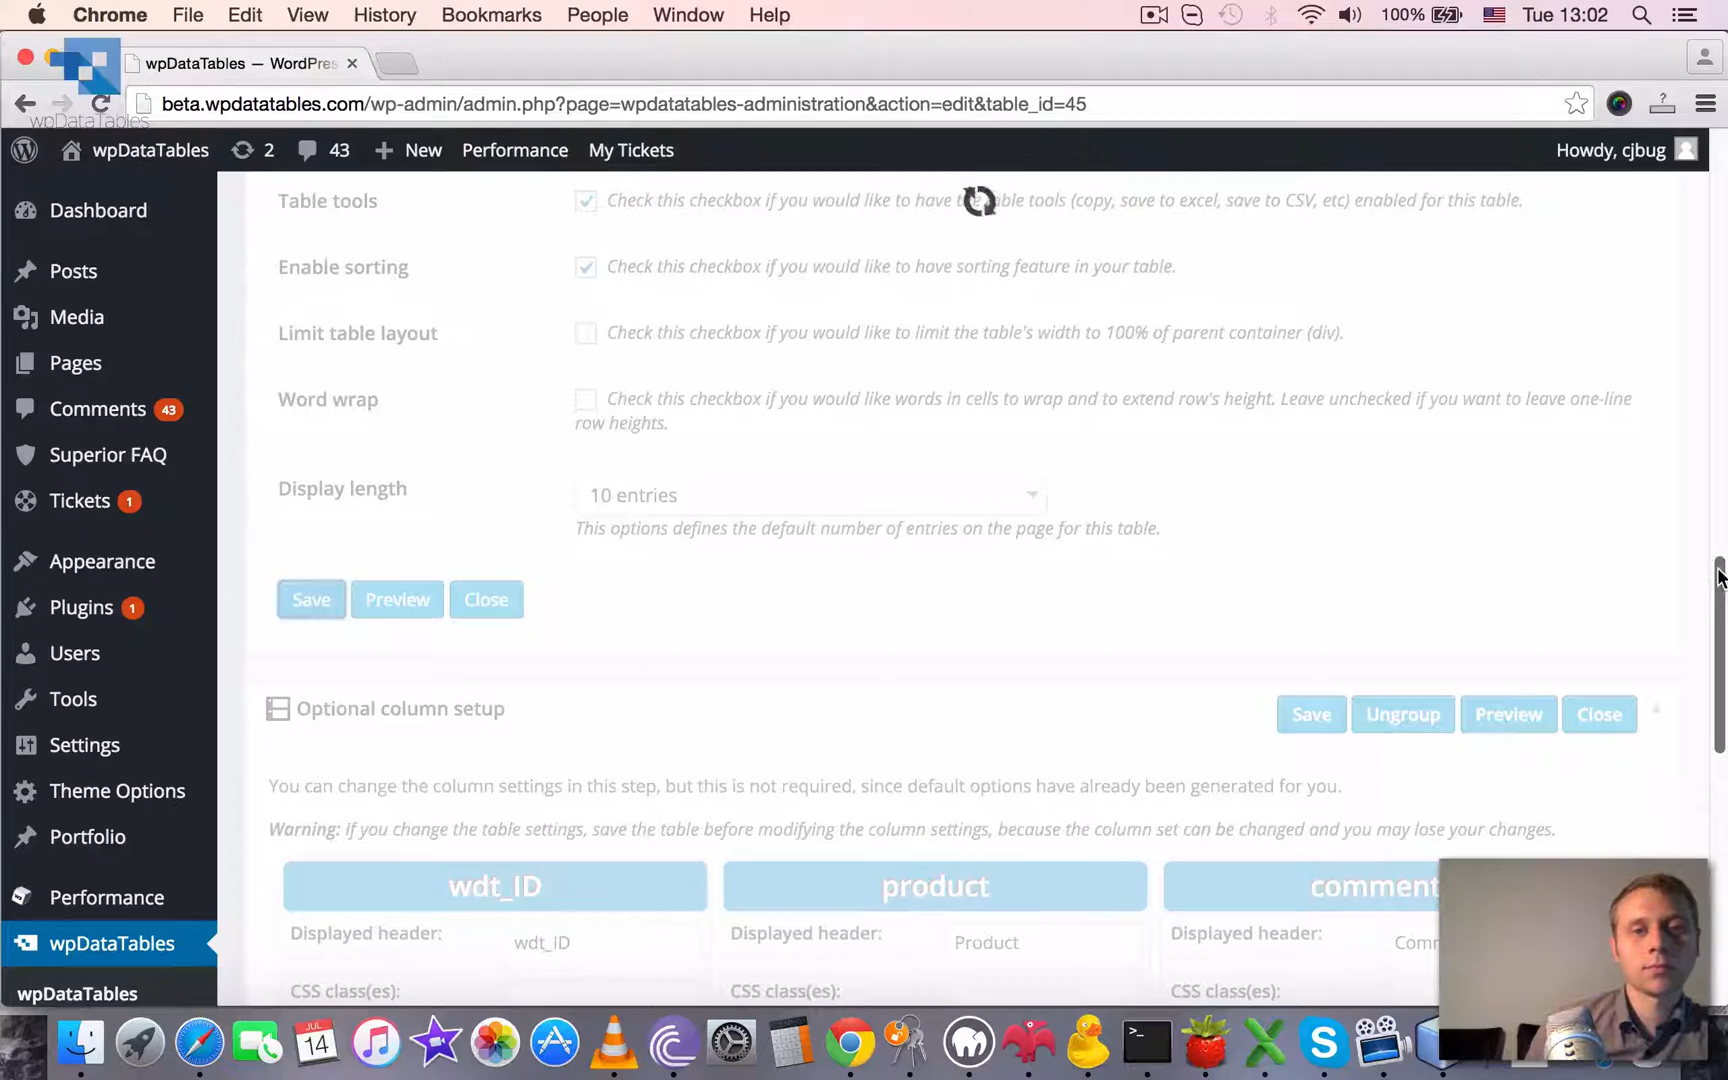 Chrome File Edit View History Bookmarks People Window Help 100% Tue 13:02
wpDataTables — WordPres
beta.wpdatatables.com/wp-admin/admin.php?page=wpdatatables-administration&action=edit&table_id=45
wpDataTables
wpDataTables 2 43 New Performance My Tickets Howdy, cjbug
Dashboard
Posts
Media
Pages
Comments 43
Superior FAQ
Tickets 1
Appearance
Plugins 1
Users
Tools
Settings
Theme Options
Portfolio
Performance
wpDataTables
wpDataTables
Table tools Check this checkbox if you would like to have the table tools (copy, save to excel, save to CSV, etc) enabled for this table.
Enable sorting Check this checkbox if you would like to have sorting feature in your table.
Limit table layout Check this checkbox if you would like to limit the table's width to 100% of parent container (div).
Word wrap Check this checkbox if you would like words in cells to wrap and to extend row's height. Leave unchecked if you want to leave one-line
row heights.
Display length 10 entries
This options defines the default number of entries on the page for this table.
Save Preview Close
Optional column setup Save Ungroup Preview Close
You can change the column settings in this step, but this is not required, since default options have already been generated for you.
Warning: If you change the table settings, save the table before modifying the column settings, because the column set can be changed and you may lose your changes.
wdt_ID product comment
Displayed header: wdt_ID Displayed header: Product Displayed header: Comm
CSS class(es): CSS class(es): CSS class(es):
JUL
14